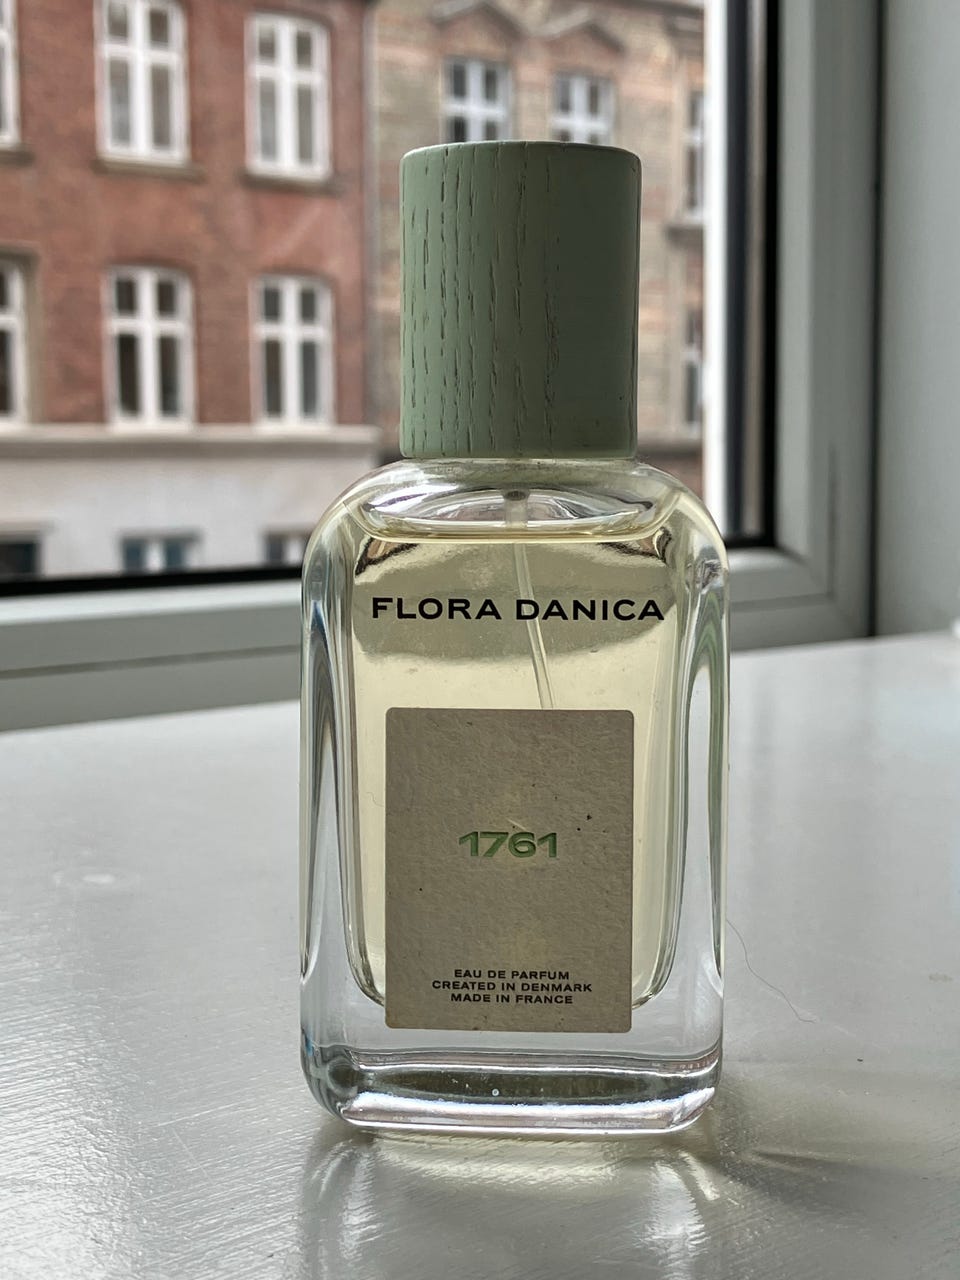 FLORA DANICA
1761
EAU DE PARFUM
CREATED IN DENMARK
MADE IN FRANCE